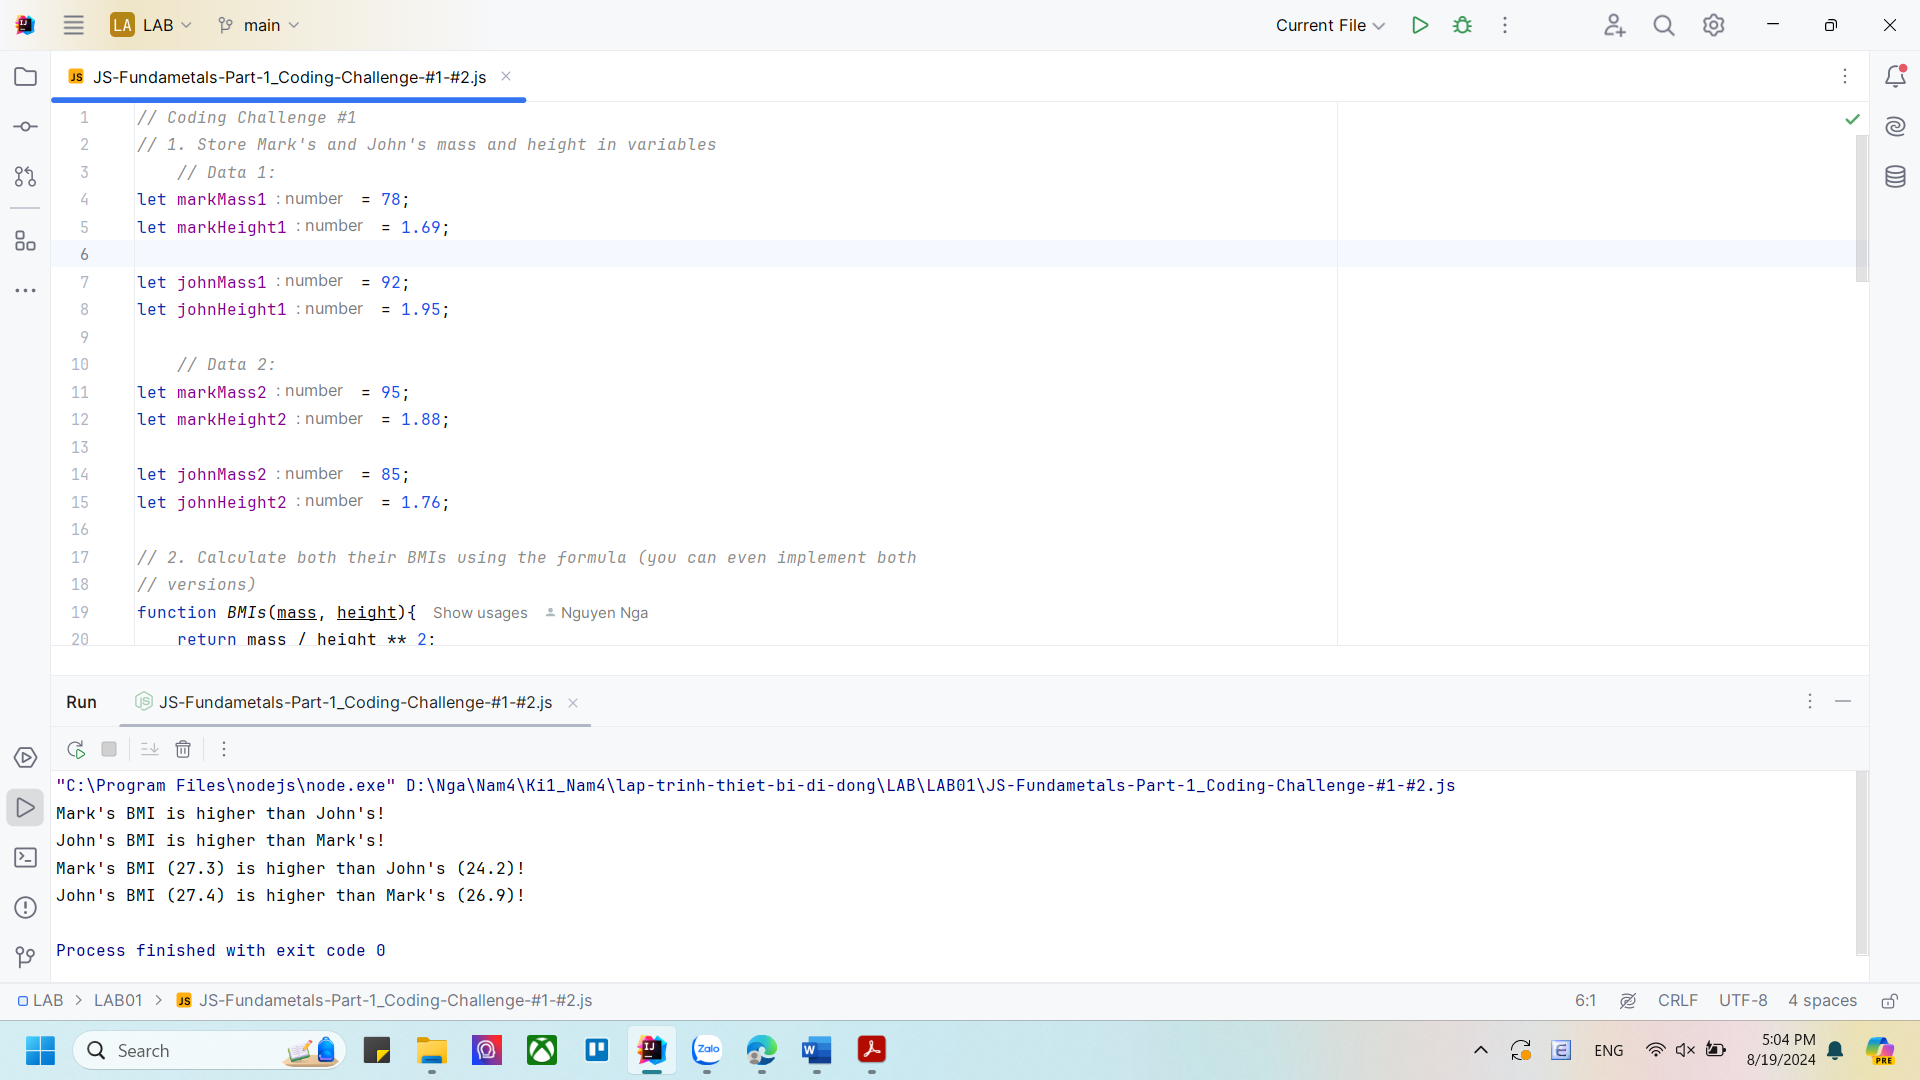 LA LAB main Current File
JS JS-Fundametals-Part-1_Coding-Challenge-#1-#2.js
1 // Coding Challenge #1
2 // 1. Store Mark's and John's mass and height in variables
3 // Data 1:
4 let markMass1 : number = 78;
5 let markHeight1 : number = 1.69;
6
7 let johnMass1 : number = 92;
8 let johnHeight1 : number = 1.95;
9
10 // Data 2:
11 let markMass2 : number = 95;
12 let markHeight2 : number = 1.88;
13
14 let johnMass2 : number = 85;
15 let johnHeight2 : number = 1.76;
16
17 // 2. Calculate both their BMIs using the formula (you can even implement both
18 // versions)
19 function BMIs(mass, height){ Show usages Nguyen Nga
20 return mass / height ** 2;
Run JS-Fundametals-Part-1_Coding-Challenge-#1-#2.js
"C:\Program Files\nodejs\node.exe" D:\Nga\Nam4\Ki1_Nam4\lap-trinh-thiet-bi-di-dong\LAB\LAB01\JS-Fundametals-Part-1_Coding-Challenge-#1-#2.js
Mark's BMI is higher than John's!
John's BMI is higher than Mark's!
Mark's BMI (27.3) is higher than John's (24.2)!
John's BMI (27.4) is higher than Mark's (26.9)!
Process finished with exit code 0
LAB > LAB01 > JS JS-Fundametals-Part-1_Coding-Challenge-#1-#2.js 6:1 CRLF UTF-8 4 spaces
Search Zalo ENG 5:04 PM
8/19/2024 PRE